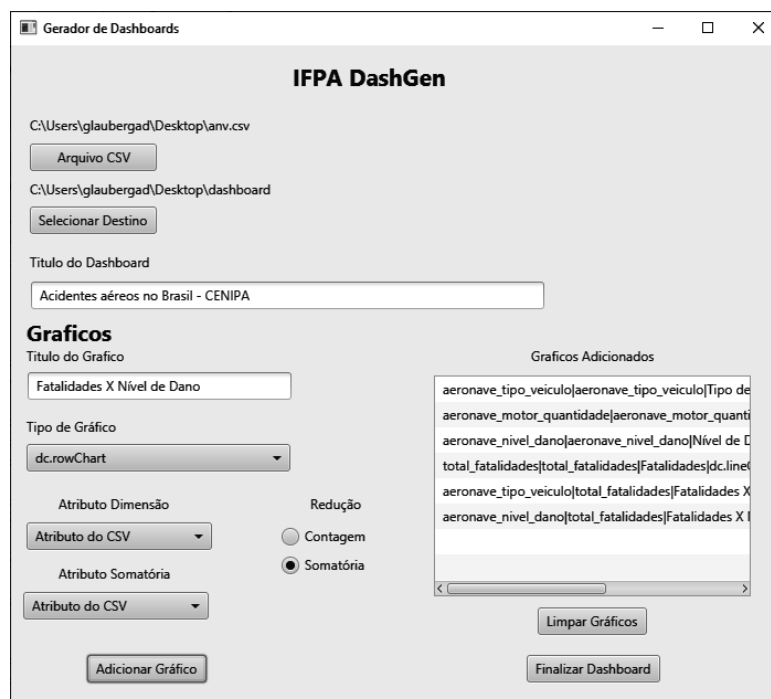 Gerador de Dashboards
IFPA DashGen
C:\Users\glaubergad\Desktop\anv.csv
Arquivo CSV
C:\Users\glaubergad\Desktop\dashboard
Selecionar Destino
Titulo do Dashboard
Acidentes aéreos no Brasil - CENIPA
Graficos
Titulo do Grafico
Fatalidades X Nível de Dano
Tipo de Gráfico
dc.rowChart
Atributo Dimensão
Atributo do CSV
Atributo Somatória
Atributo do CSV
Redução
Contagem
Somatória
Adicionar Gráfico
Graficos Adicionados
aeronave_tipo_veiculo|aeronave_tipo_veiculo|Tipo de
aeronave_motor_quantidade|aeronave_motor_quanti
aeronave_nivel_dano|aeronave_nivel_dano|Nível de D
total_fatalidades|total_fatalidades|Fatalidades|dc.line
aeronave_tipo_veiculo|total_fatalidades|Fatalidades X
aeronave_nivel_dano|total_fatalidades|Fatalidades X
Limpar Gráficos
Finalizar Dashboard